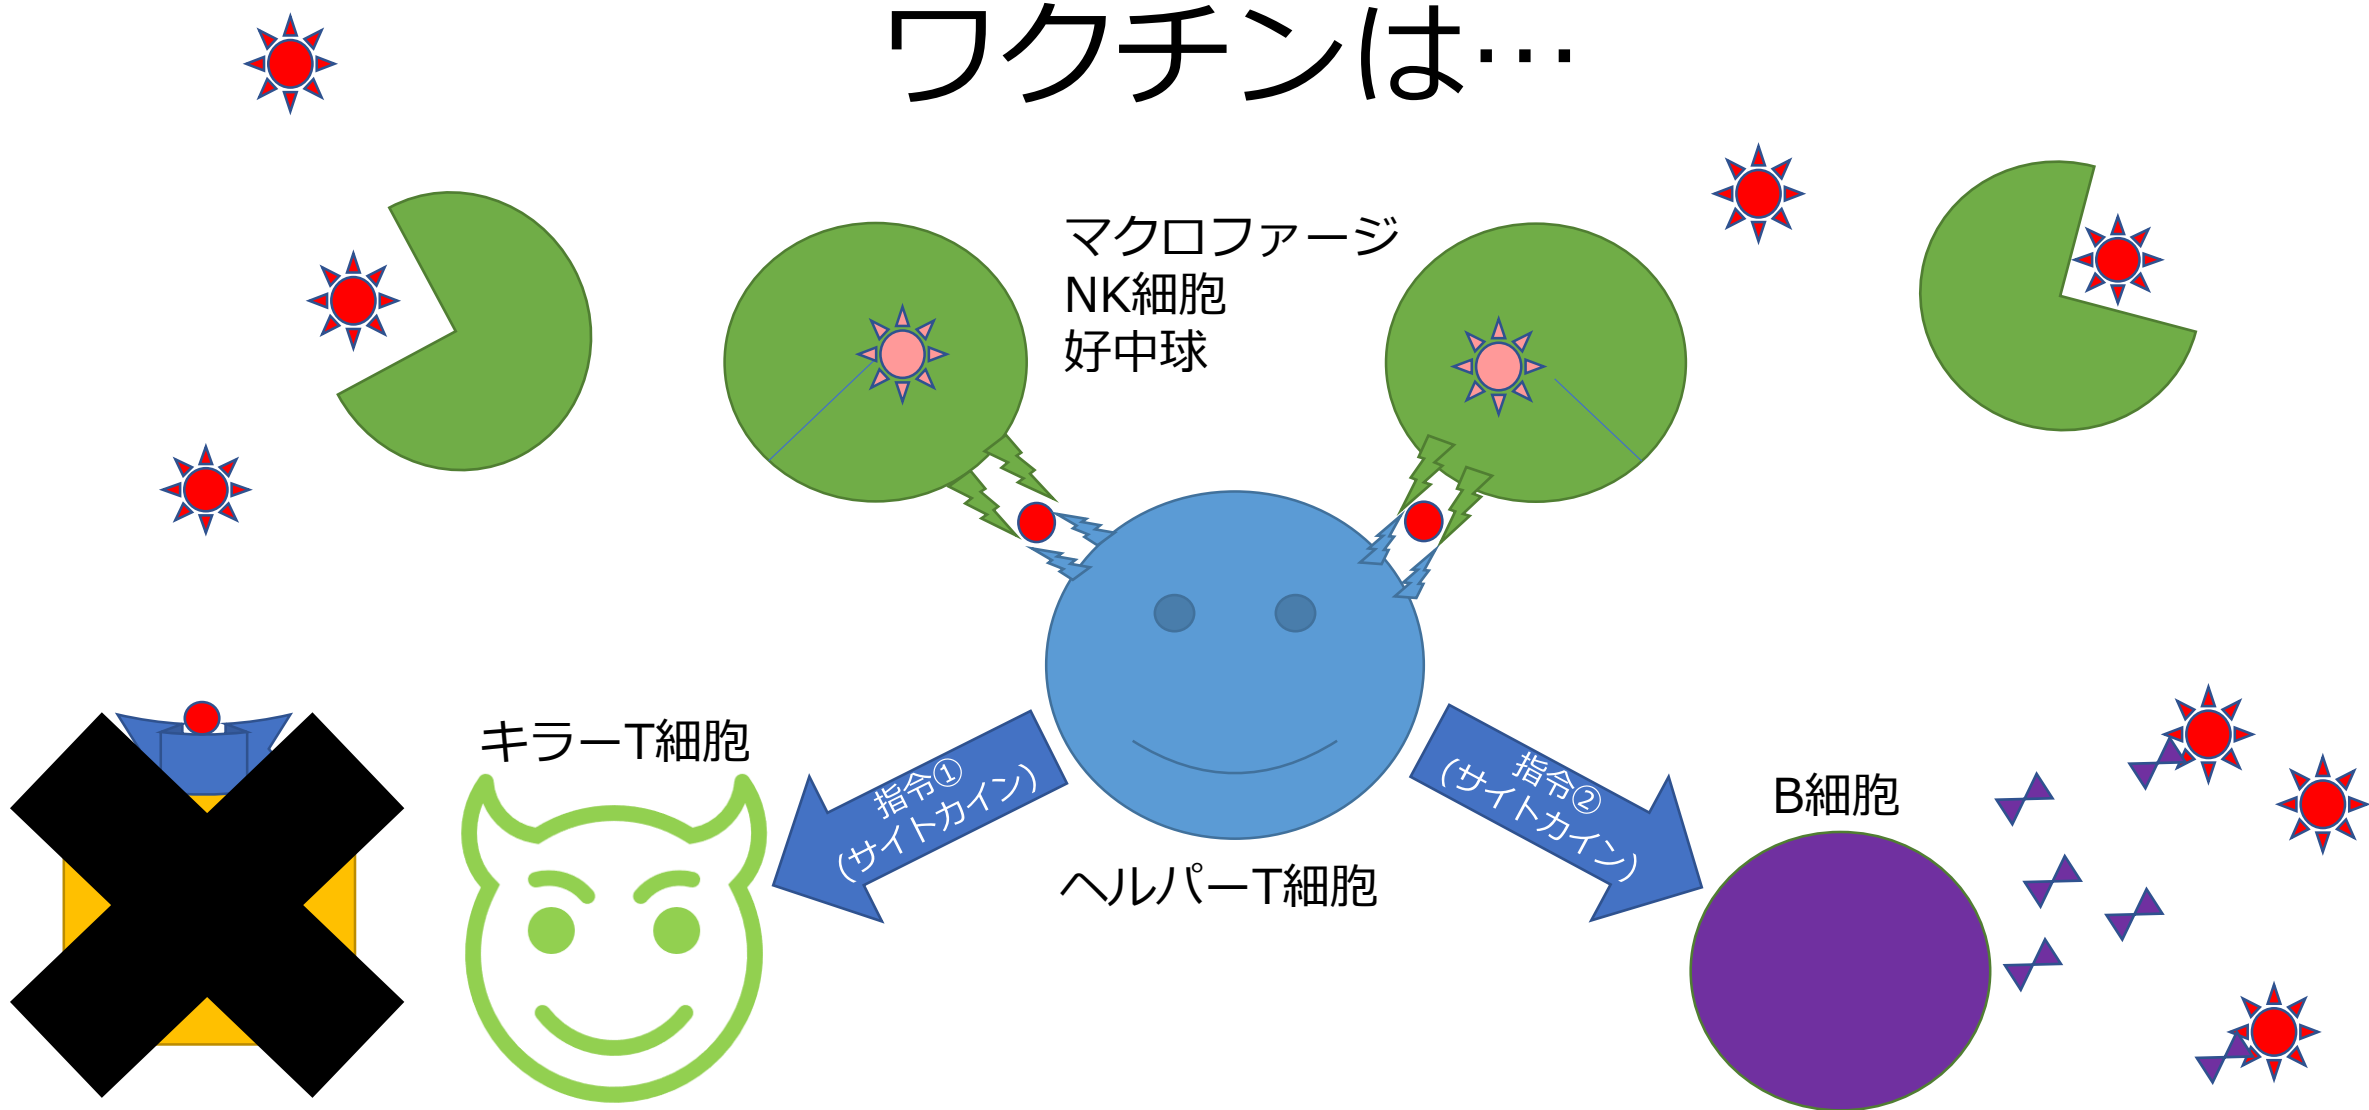 ワクチンは…
マクロファージ
NK細胞
好中球
キラーT細胞
指令①
（サイトカイン）
指令②
（サイトカイン）
B細胞
ヘルパーT細胞